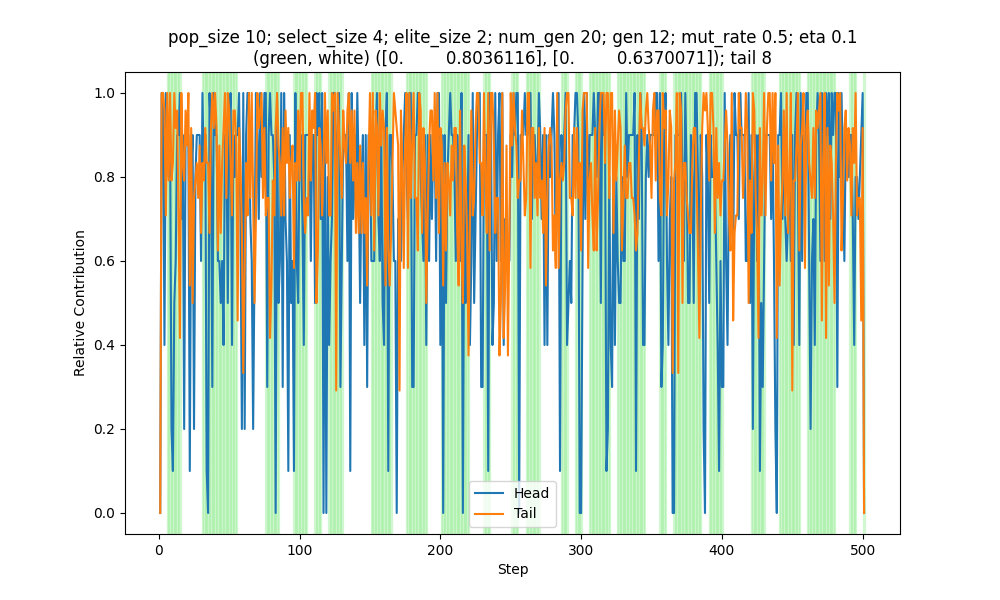 pop_size 10; select_size 4; elite_size 2; num_gen 20; gen 12; mut_rate 0.5; eta 0.1
(green, white) ([0. 0.8036116], [0. 0.6370071]); tail 8
Relative Contribution
1.0
0.8
0.6
0.4
0.2
0.0
Head
Tail
0 100 200 300 400 500
Step